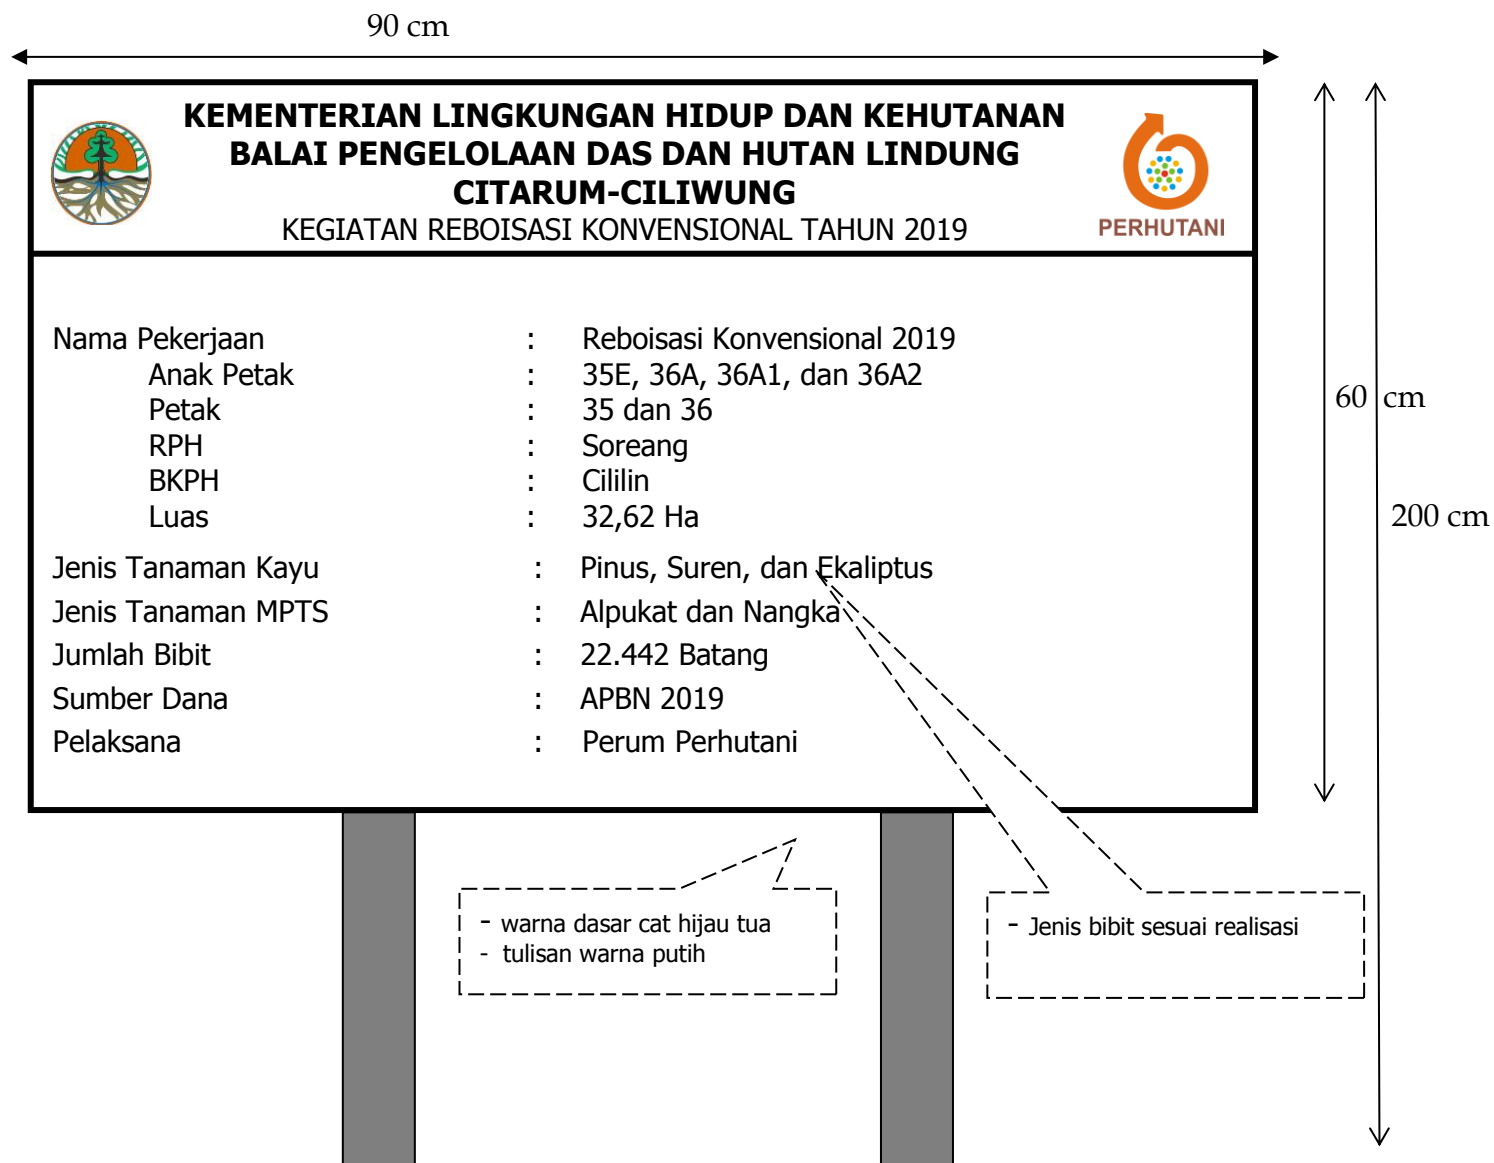 90 cm
KEMENTERIAN LINGKUNGAN HIDUP DAN KEHUTANAN
BALAI PENGELOLAAN DAS DAN HUTAN LINDUNG
CITARUM-CILIWUNG
KEGIATAN REBOISASI KONVENSIONAL TAHUN 2019
PERHUTANI
Nama Pekerjaan : Reboisasi Konvensional 2019
Anak Petak : 35E, 36A, 36A1, dan 36A2
Petak : 35 dan 36
RPH : Soreang
BKPH : Cililin
Luas : 32,62 Ha
Jenis Tanaman Kayu : Pinus, Suren, dan Ekaliptus
Jenis Tanaman MPTS : Alpukat dan Nangka
Jumlah Bibit : 22.442 Batang
Sumber Dana : APBN 2019
Pelaksana : Perum Perhutani
60 cm
200 cm
- warna dasar cat hijau tua
- tulisan warna putih
- Jenis bibit sesuai realisasi